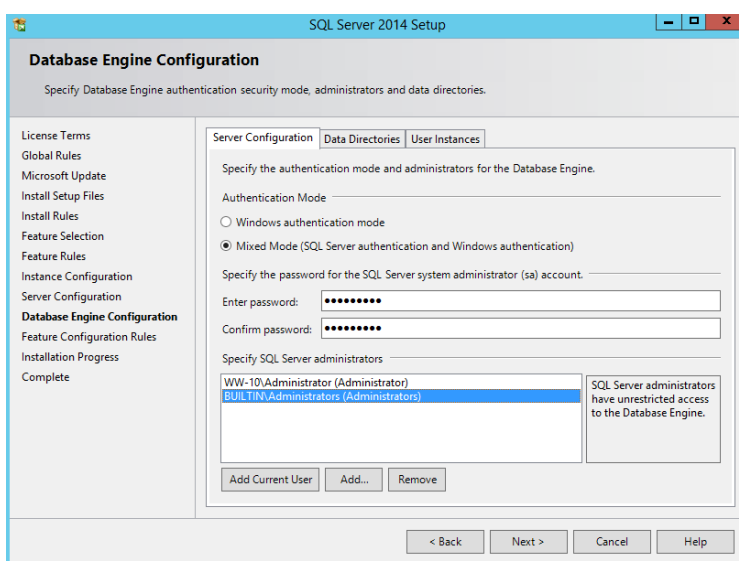 SQL Server 2014 Setup
Database Engine Configuration
Specify Database Engine authentication security mode, administrators and data directories.
License Terms
Global Rules
Microsoft Update
Install Setup Files
Install Rules
Feature Selection
Feature Rules
Instance Configuration
Server Configuration
Database Engine Configuration
Feature Configuration Rules
Installation Progress
Complete
Server Configuration Data Directories User Instances
Specify the authentication mode and administrators for the Database Engine.
Authentication Mode
Windows authentication mode
Mixed Mode (SQL Server authentication and Windows authentication)
Specify the password for the SQL Server system administrator (sa) account.
Enter password: •••••••••
Confirm password: •••••••••
Specify SQL Server administrators
WW-10\Administrator (Administrator)
BUILTIN\Administrators (Administrators)
SQL Server administrators
have unrestricted access
to the Database Engine.
Add Current User Add... Remove
< Back Next > Cancel Help